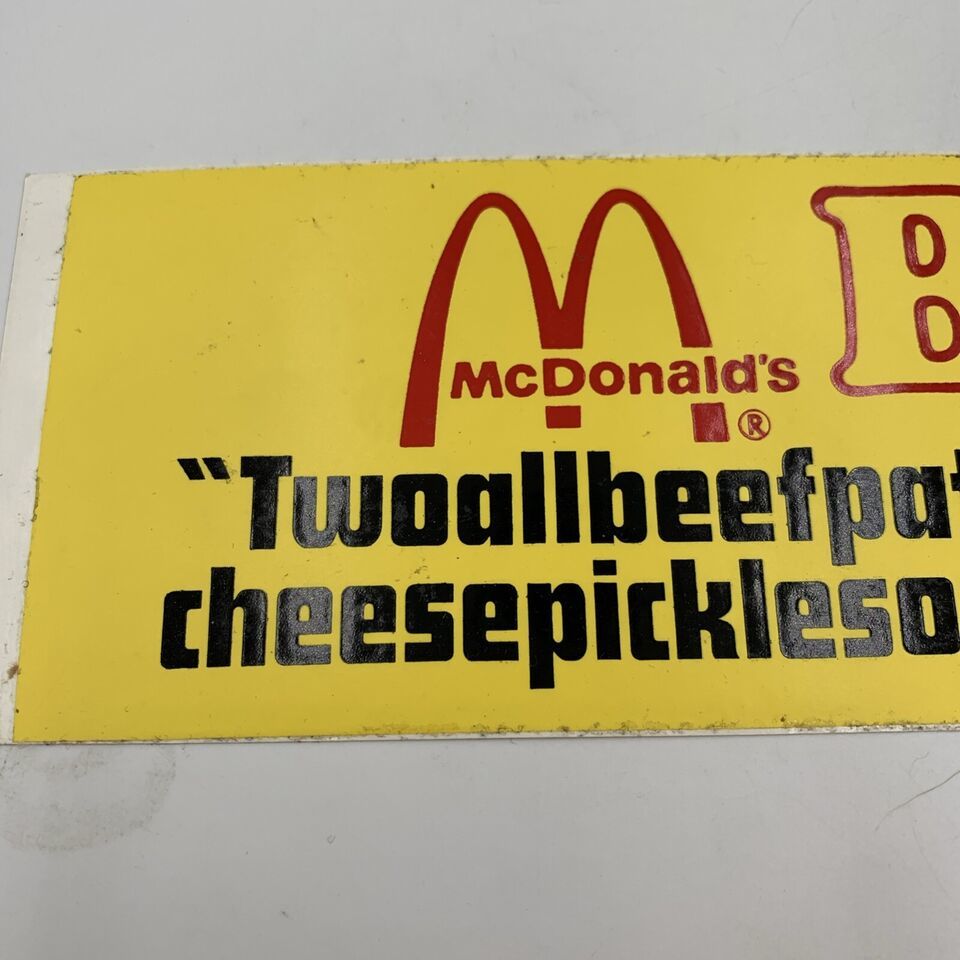 McDonald's® B
“Twoallbeefpat
cheesepickleso